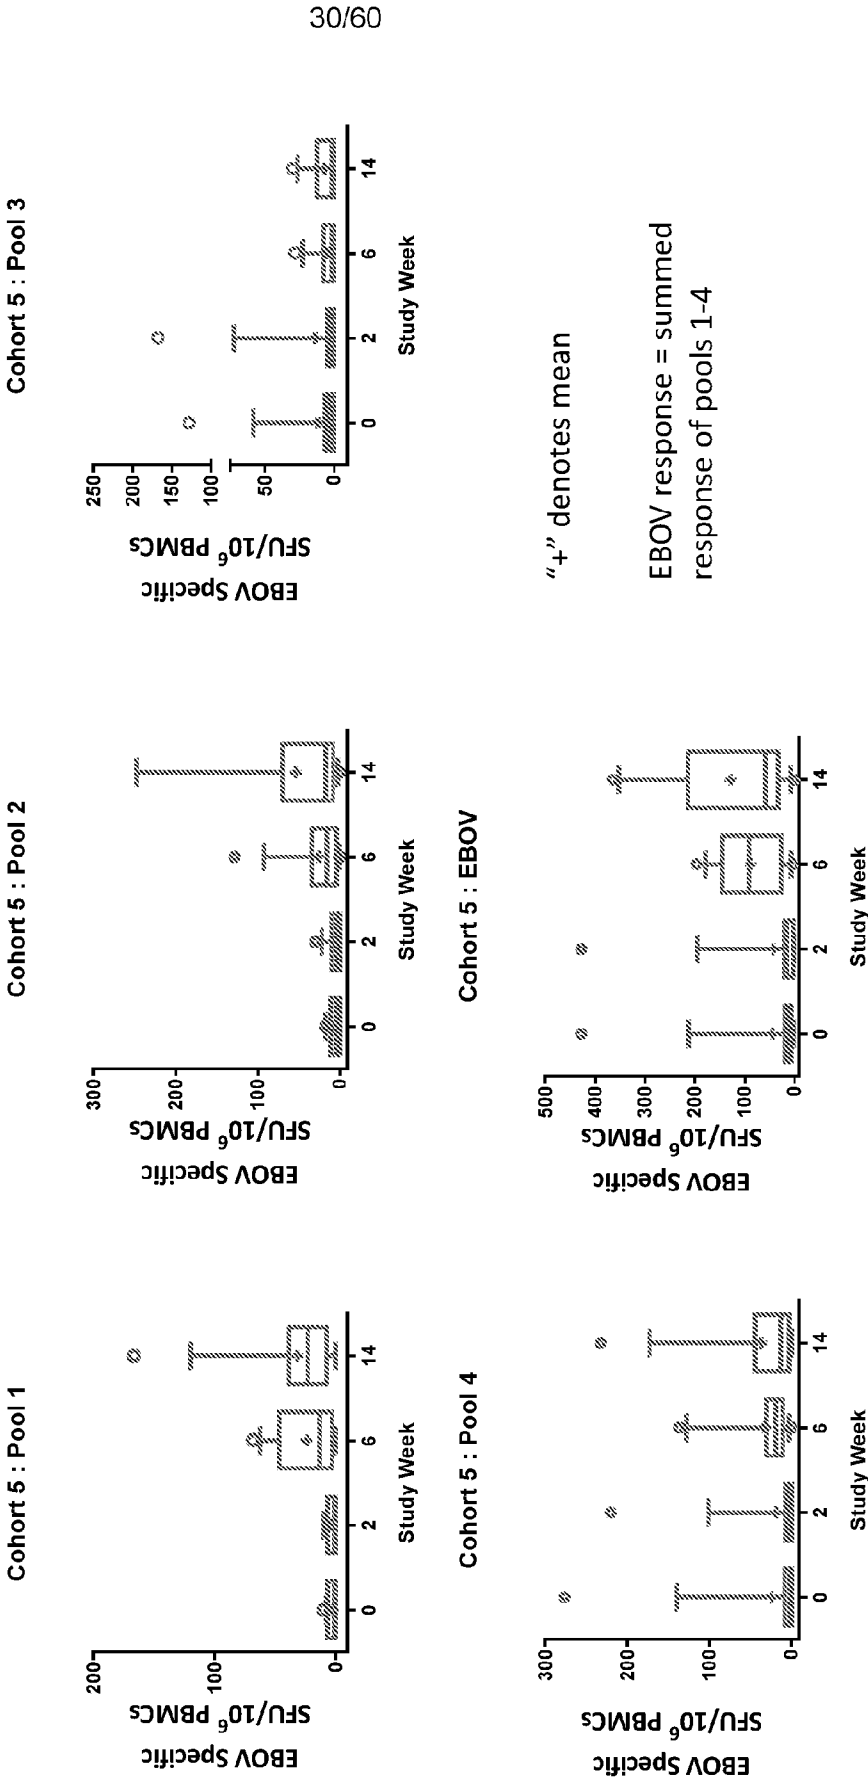 30/60
Cohort 5 : Pool 1
EBOV Specific
SFU/10⁶ PBMCs
200
100
0
0 2 6 14
Study Week
Cohort 5 : Pool 2
EBOV Specific
SFU/10⁶ PBMCs
300
200
100
0
0 2 6 14
Study Week
Cohort 5 : Pool 3
EBOV Specific
SFU/10⁶ PBMCs
250
200
150
100
50
0
0 2 6 14
Study Week
Cohort 5 : Pool 4
EBOV Specific
SFU/10⁶ PBMCs
300
200
100
0
0 2 6 14
Study Week
Cohort 5 : EBOV
EBOV Specific
SFU/10⁶ PBMCs
500
400
300
200
100
0
0 2 6 14
Study Week
“+” denotes mean
EBOV response = summed
response of pools 1-4